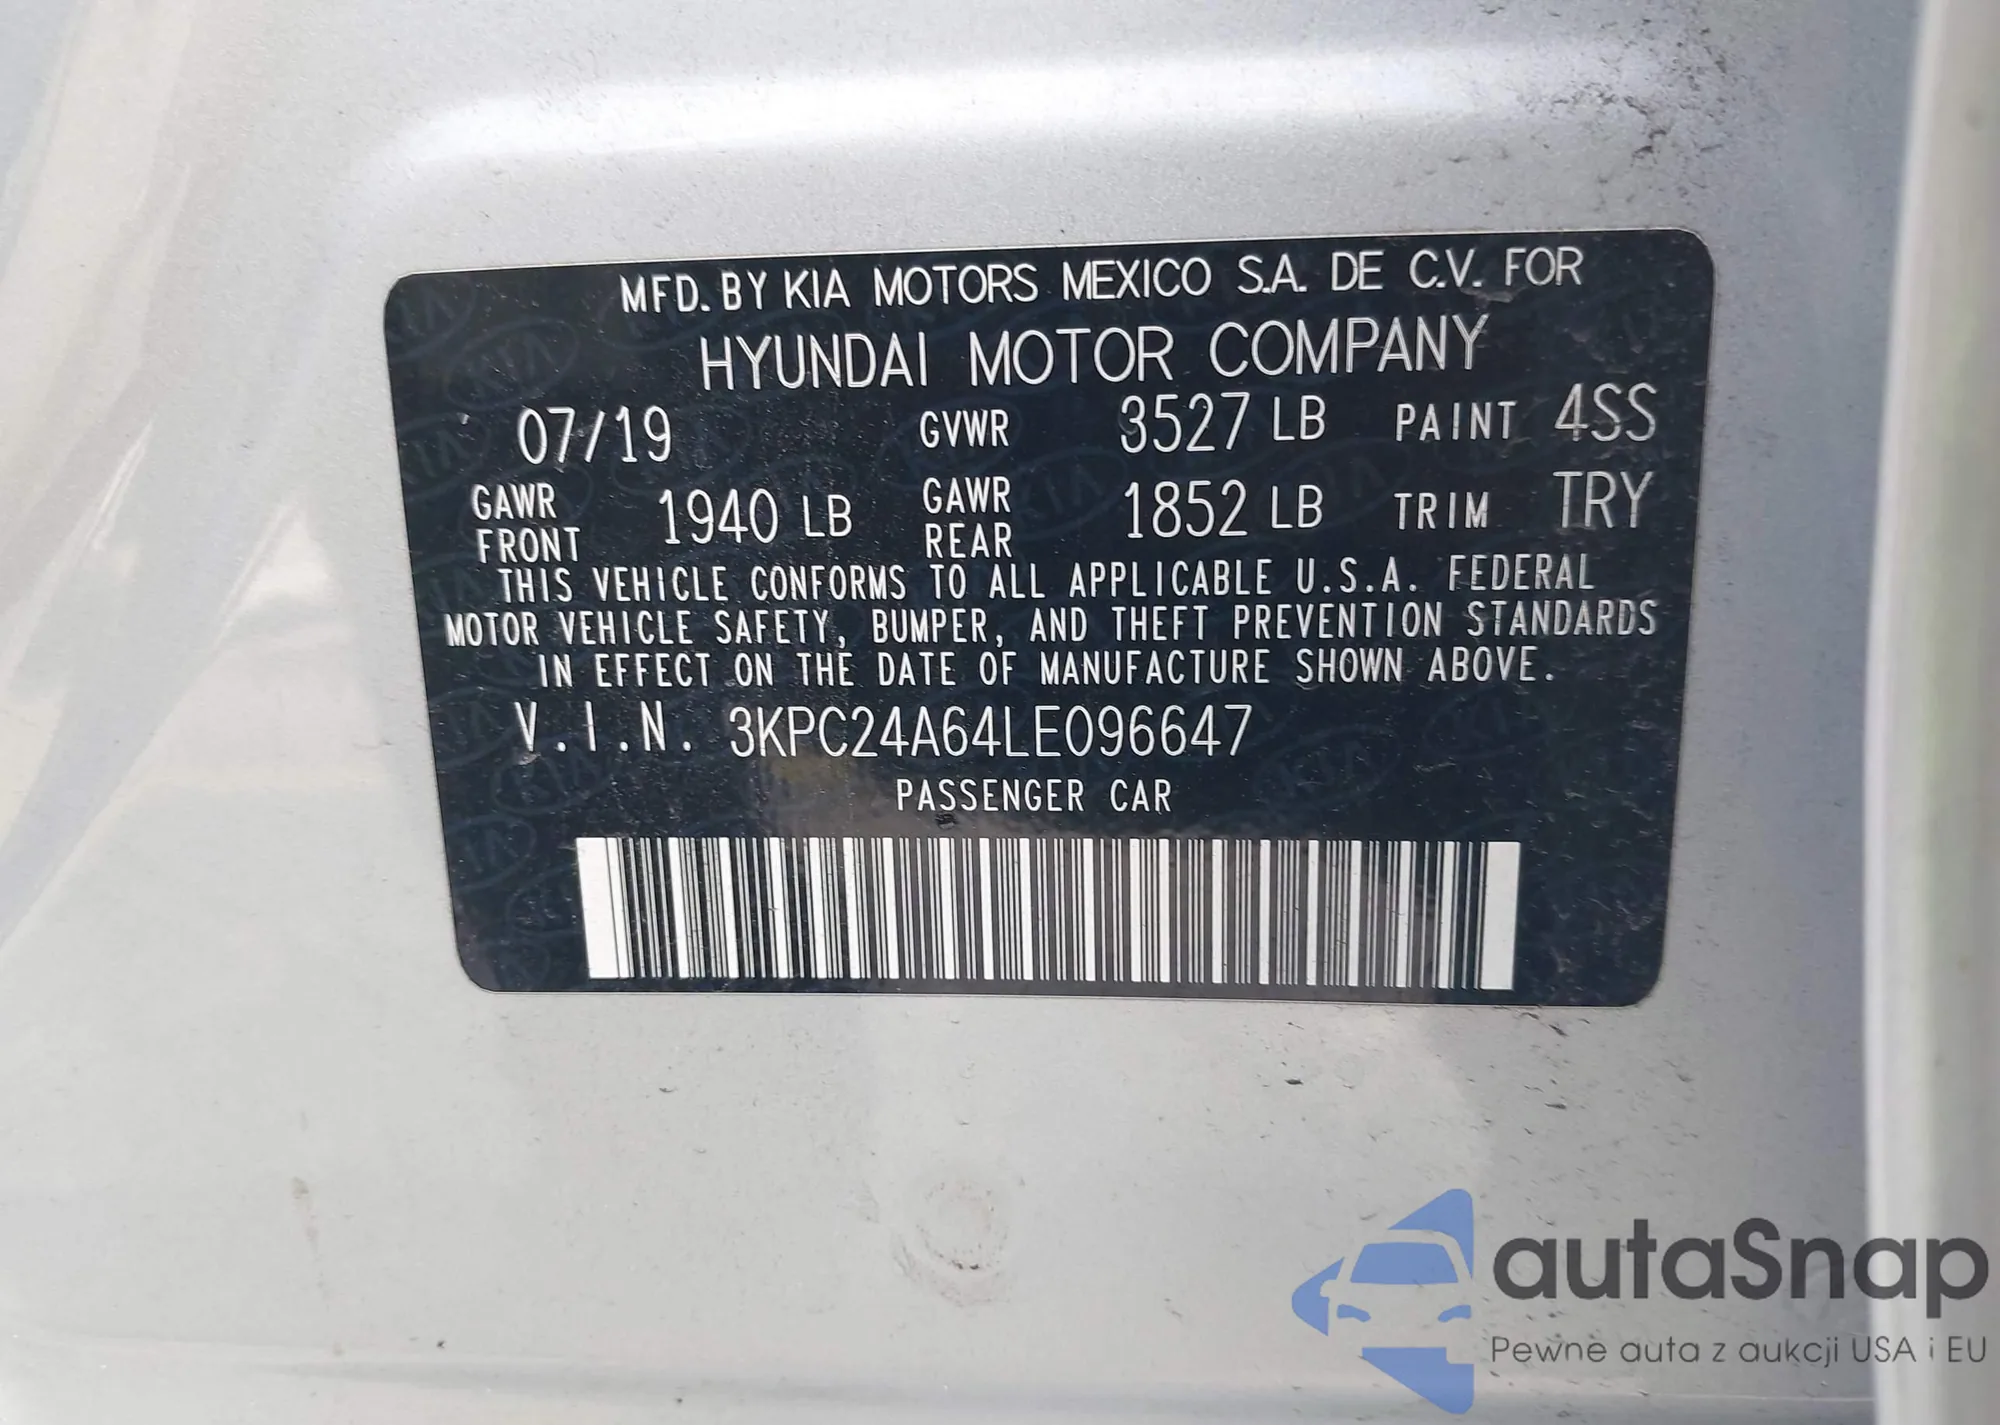 MFD. BY KIA MOTORS MEXICO S.A. DE C.V. FOR
HYUNDAI MOTOR COMPANY
07/19 GVWR 3527 LB PAINT 4SS
GAWR FRONT 1940 LB GAWR REAR 1852 LB TRIM TRY
THIS VEHICLE CONFORMS TO ALL APPLICABLE U.S.A. FEDERAL
MOTOR VEHICLE SAFETY, BUMPER, AND THEFT PREVENTION STANDARDS
IN EFFECT ON THE DATE OF MANUFACTURE SHOWN ABOVE.
V.I.N. 3KPC24A64LE096647
PASSENGER CAR
autaSnap
Pewne auta z aukcji USA i EU